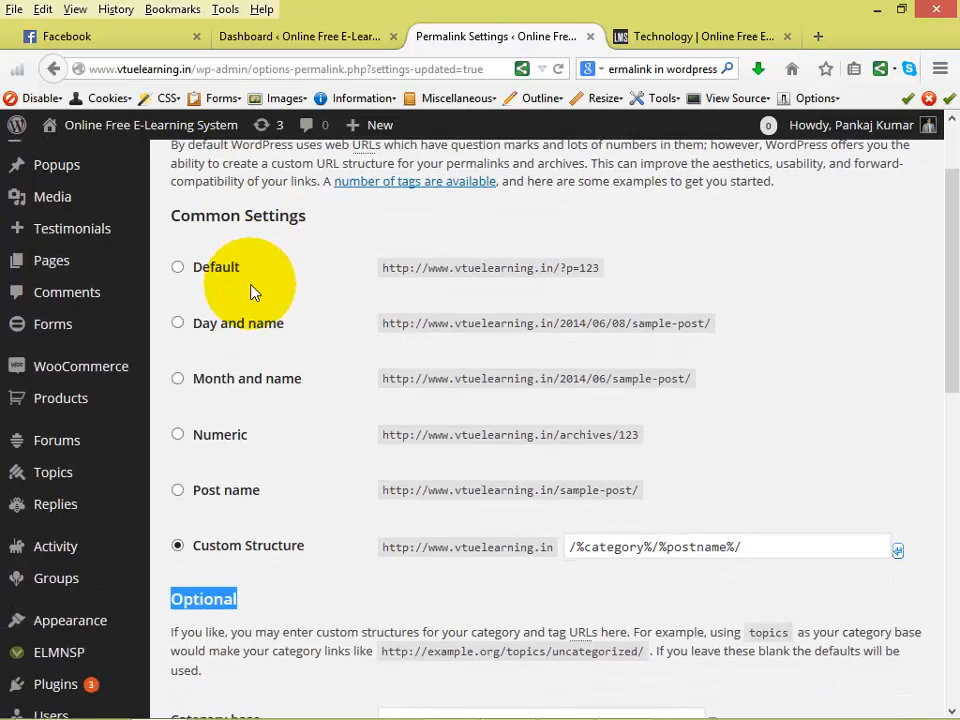 File Edit View History Bookmarks Tools Help
Facebook Dashboard ‹ Online Free E-Lear... Permalink Settings ‹ Online Fre... LMS Technology | Online Free E...
www.vtuelearning.in/wp-admin/options-permalink.php?settings-updated=true ermalink in wordpress
Disable Cookies CSS Forms Images Information Miscellaneous Outline Resize Tools View Source Options
Online Free E-Learning System 3 0 New 0 Howdy, Pankaj Kumar
Popups
Media
Testimonials
Pages
Comments
Forms
WooCommerce
Products
Forums
Topics
Replies
Activity
Groups
Appearance
ELMNSP
Plugins 3
Users
By default WordPress uses web URLs which have question marks and lots of numbers in them; however, WordPress offers you the
ability to create a custom URL structure for your permalinks and archives. This can improve the aesthetics, usability, and forward-
compatibility of your links. A number of tags are available, and here are some examples to get you started.
Common Settings
Default http://www.vtuelearning.in/?p=123
Day and name http://www.vtuelearning.in/2014/06/08/sample-post/
Month and name http://www.vtuelearning.in/2014/06/sample-post/
Numeric http://www.vtuelearning.in/archives/123
Post name http://www.vtuelearning.in/sample-post/
Custom Structure http://www.vtuelearning.in /%category%/%postname%/
Optional
If you like, you may enter custom structures for your category and tag URLs here. For example, using topics as your category base
would make your category links like http://example.org/topics/uncategorized/ . If you leave these blank the defaults will be
used.
Category base